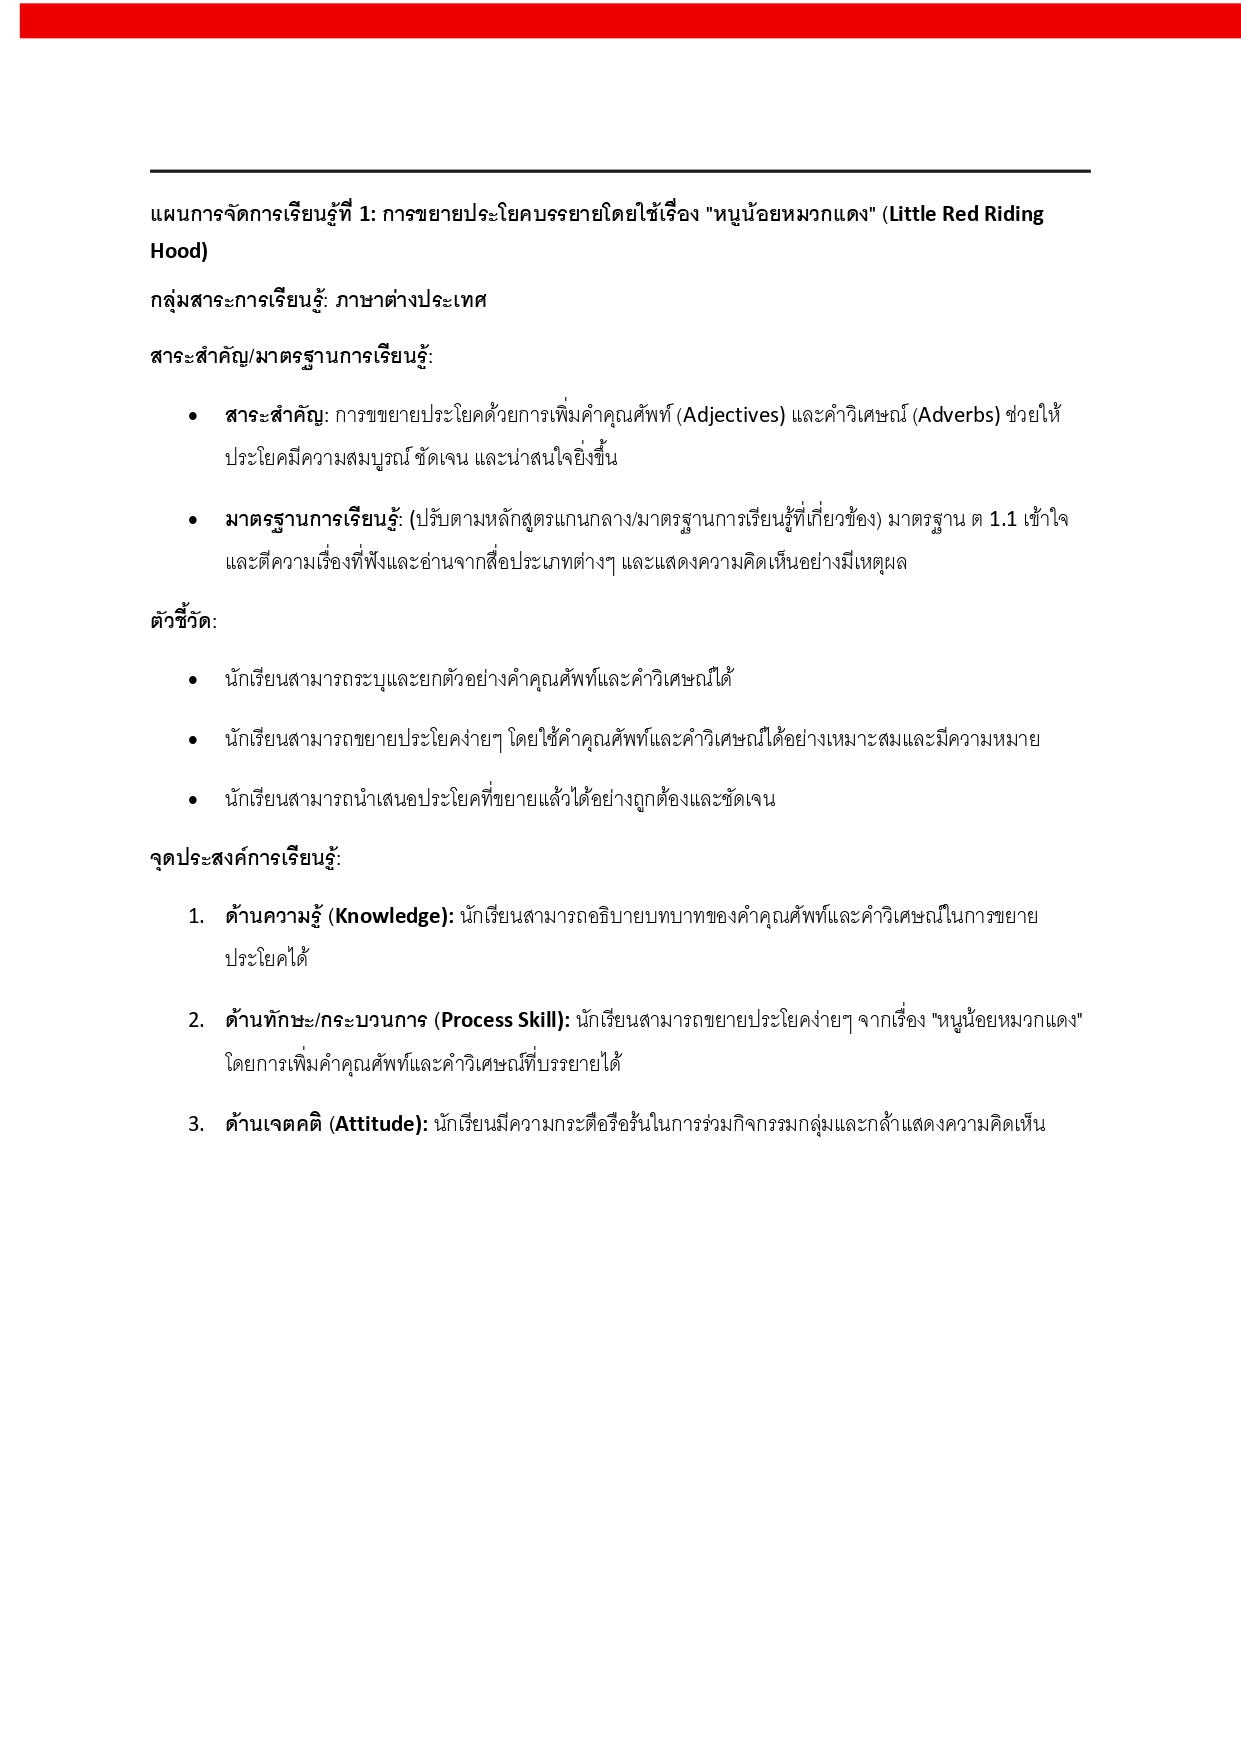 แผนการจัดการเรียนรู้ที่ 1: การขยายประโยคบรรยายโดยใช้เรื่อง "หนูน้อยหมวกแดง" (Little Red Riding
Hood)
กลุ่มสาระการเรียนรู้: ภาษาต่างประเทศ
สาระสำคัญ/มาตรฐานการเรียนรู้:
• สาระสำคัญ: การขขยายประโยคด้วยการเพิ่มคำคุณศัพท์ (Adjectives) และคำวิเศษณ์ (Adverbs) ช่วยให้
ประโยคมีความสมบูรณ์ ชัดเจน และน่าสนใจยิ่งขึ้น
• มาตรฐานการเรียนรู้: (ปรับตามหลักสูตรแกนกลาง/มาตรฐานการเรียนรู้ที่เกี่ยวข้อง) มาตรฐาน ต 1.1 เข้าใจ
และตีความเรื่องที่ฟังและอ่านจากสื่อประเภทต่างๆ และแสดงความคิดเห็นอย่างมีเหตุผล
ตัวชี้วัด:
• นักเรียนสามารถระบุและยกตัวอย่างคำคุณศัพท์และคำวิเศษณ์ได้
• นักเรียนสามารถขยายประโยคง่ายๆ โดยใช้คำคุณศัพท์และคำวิเศษณ์ได้อย่างเหมาะสมและมีความหมาย
• นักเรียนสามารถนำเสนอประโยคที่ขยายแล้วได้อย่างถูกต้องและชัดเจน
จุดประสงค์การเรียนรู้:
1. ด้านความรู้ (Knowledge): นักเรียนสามารถอธิบายบทบาทของคำคุณศัพท์และคำวิเศษณ์ในการขยาย
ประโยคได้
2. ด้านทักษะ/กระบวนการ (Process Skill): นักเรียนสามารถขยายประโยคง่ายๆ จากเรื่อง "หนูน้อยหมวกแดง"
โดยการเพิ่มคำคุณศัพท์และคำวิเศษณ์ที่บรรยายได้
3. ด้านเจตคติ (Attitude): นักเรียนมีความกระตือรือร้นในการร่วมกิจกรรมกลุ่มและกล้าแสดงความคิดเห็น